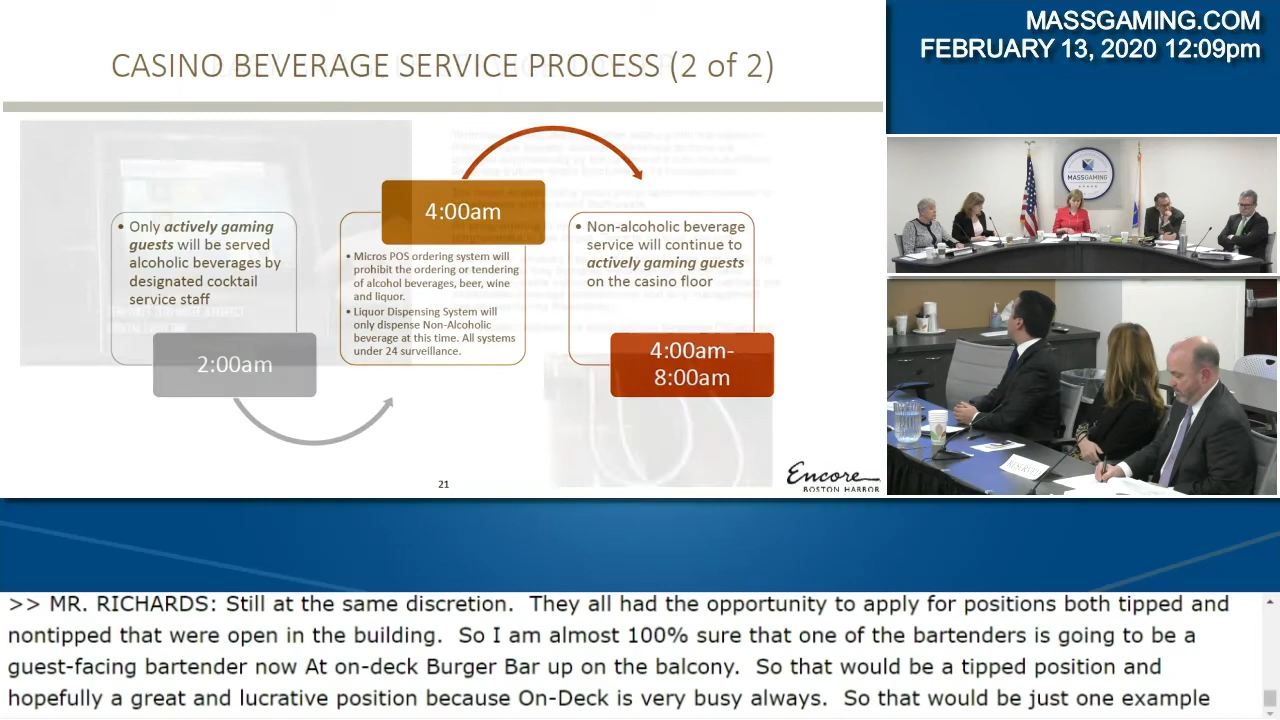 MASSGAMING.COM
FEBRUARY 13, 2020 12:09pm
CASINO BEVERAGE SERVICE PROCESS (2 of 2)
• Only actively gaming
guests will be served
alcoholic beverages by
designated cocktail
service staff
2:00am
4:00am
• Micros POS ordering system will
prohibit the ordering or tendering
of alcohol beverages, beer, wine
and liquor.
• Liquor Dispensing System will
only dispense Non-Alcoholic
beverage at this time. All systems
under 24 surveillance.
• Non-alcoholic beverage
service will continue to
actively gaming guests
on the casino floor
4:00am-
8:00am
21
Encore
BOSTON HARBOR
MASSGAMING
RESERVED
>> MR. RICHARDS: Still at the same discretion.  They all had the opportunity to apply for positions both tipped and
nontipped that were open in the building.  So I am almost 100% sure that one of the bartenders is going to be a
guest-facing bartender now At on-deck Burger Bar up on the balcony.  So that would be a tipped position and
hopefully a great and lucrative position because On-Deck is very busy always.  So that would be just one example